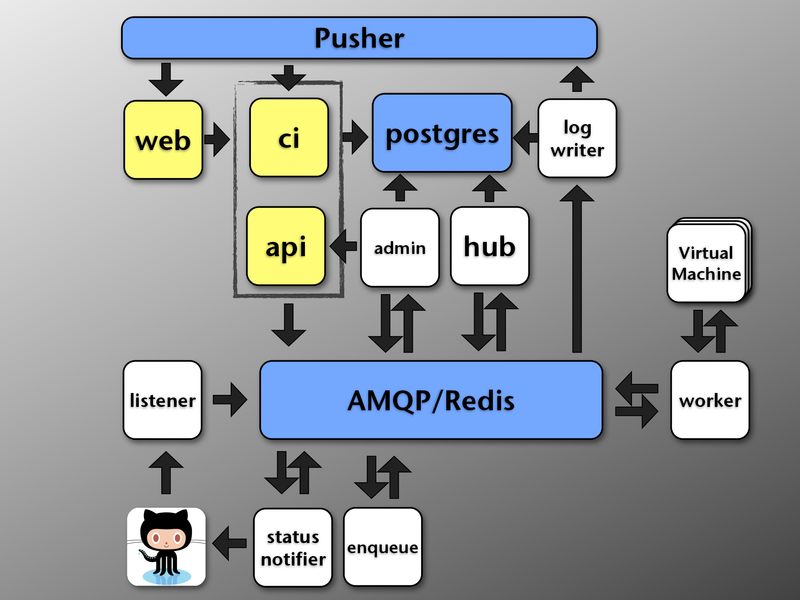 Pusher
web
ci
postgres
log
writer
api
admin
hub
Virtual
Machine
listener
AMQP/Redis
worker
status
notifier
enqueue